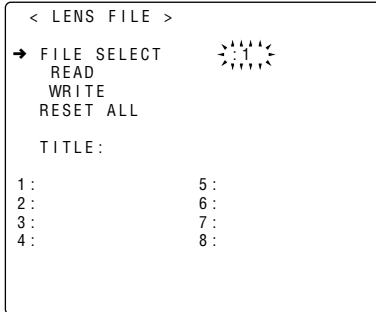 < LENS FILE >
➔ FILE SELECT :1
READ
WRITE
RESET ALL
TITLE:
1: 5:
2: 6:
3: 7:
4: 8: